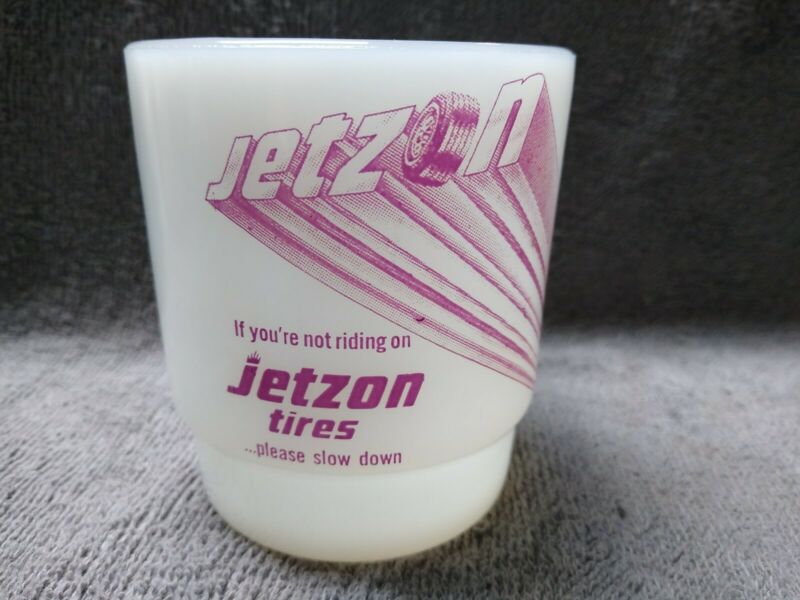 Jetzon
If you're not riding on
jetzon
tires
...please slow down